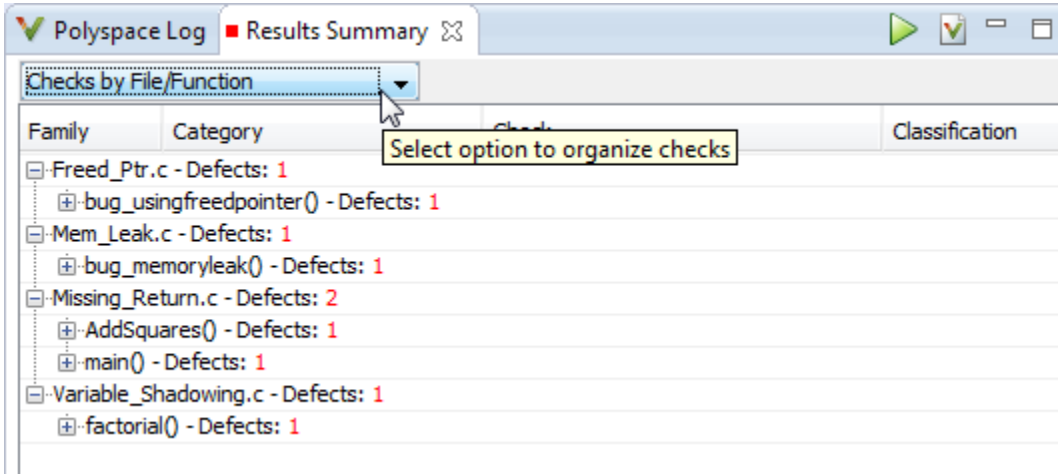 Polyspace Log Results Summary
Checks by File/Function
Family Category Classification
Select option to organize checks
Freed_Ptr.c - Defects: 1
bug_usingfreedpointer() - Defects: 1
Mem_Leak.c - Defects: 1
bug_memoryleak() - Defects: 1
Missing_Return.c - Defects: 2
AddSquares() - Defects: 1
main() - Defects: 1
Variable_Shadowing.c - Defects: 1
factorial() - Defects: 1